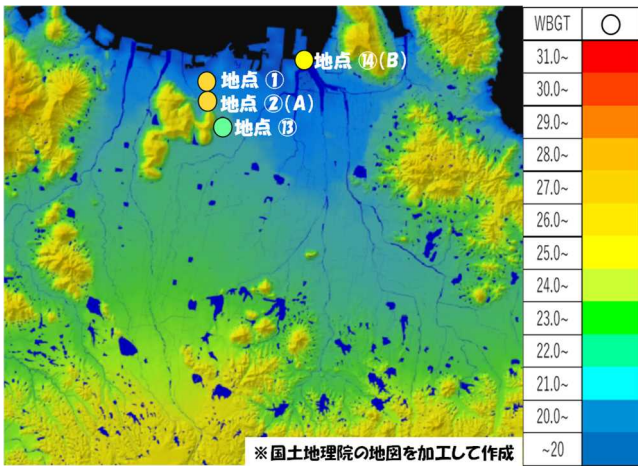 地点 ⑭(B)
地点 ①
地点 ②(A)
地点 ⑬
※国土地理院の地図を加工して作成
WBGT
31.0~
30.0~
29.0~
28.0~
27.0~
26.0~
25.0~
24.0~
23.0~
22.0~
21.0~
20.0~
~20